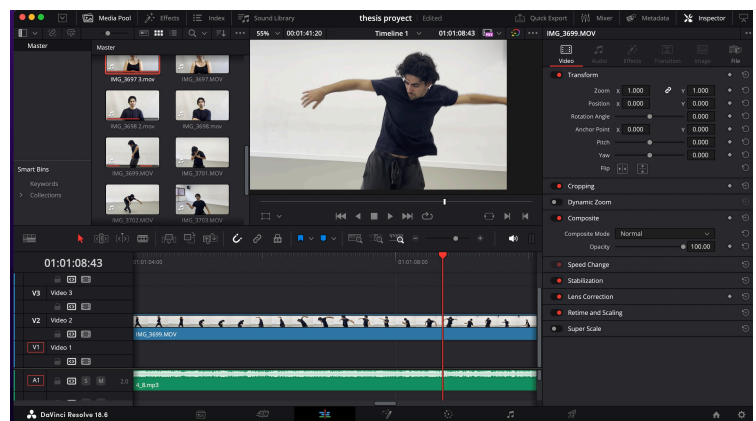 Media Pool Effects Index Sound Library thesis proyect Edited Quick Export Mixer Metadata Inspector
55% 00:01:41:20 Timeline 1 01:01:08:43 IMG_3699.MOV
Master Master
IMG_3697 3.mov IMG_3697.MOV
IMG_3698 2.mov IMG_3698.mov
IMG_3699.MOV IMG_3701.MOV
IMG_3702.MOV IMG_3703.MOV
Smart Bins
Keywords
Collections
Video Audio Effects Transition Image File
Transform
Zoom X 1.000 Y 1.000
Position X 0.000 Y 0.000
Rotation Angle 0.000
Anchor Point X 0.000 Y 0.000
Pitch 0.000
Yaw 0.000
Flip
Cropping
Dynamic Zoom
Composite
Composite Mode Normal
Opacity 100.00
Speed Change
Stabilization
Lens Correction
Retime and Scaling
Super Scale
01:01:08:43 01:01:04:00 01:01:08:00
V3 Video 3
V2 Video 2
IMG_3699.MOV
V1 Video 1
A1 S M 2.0 4_8.mp3
DaVinci Resolve 18.6